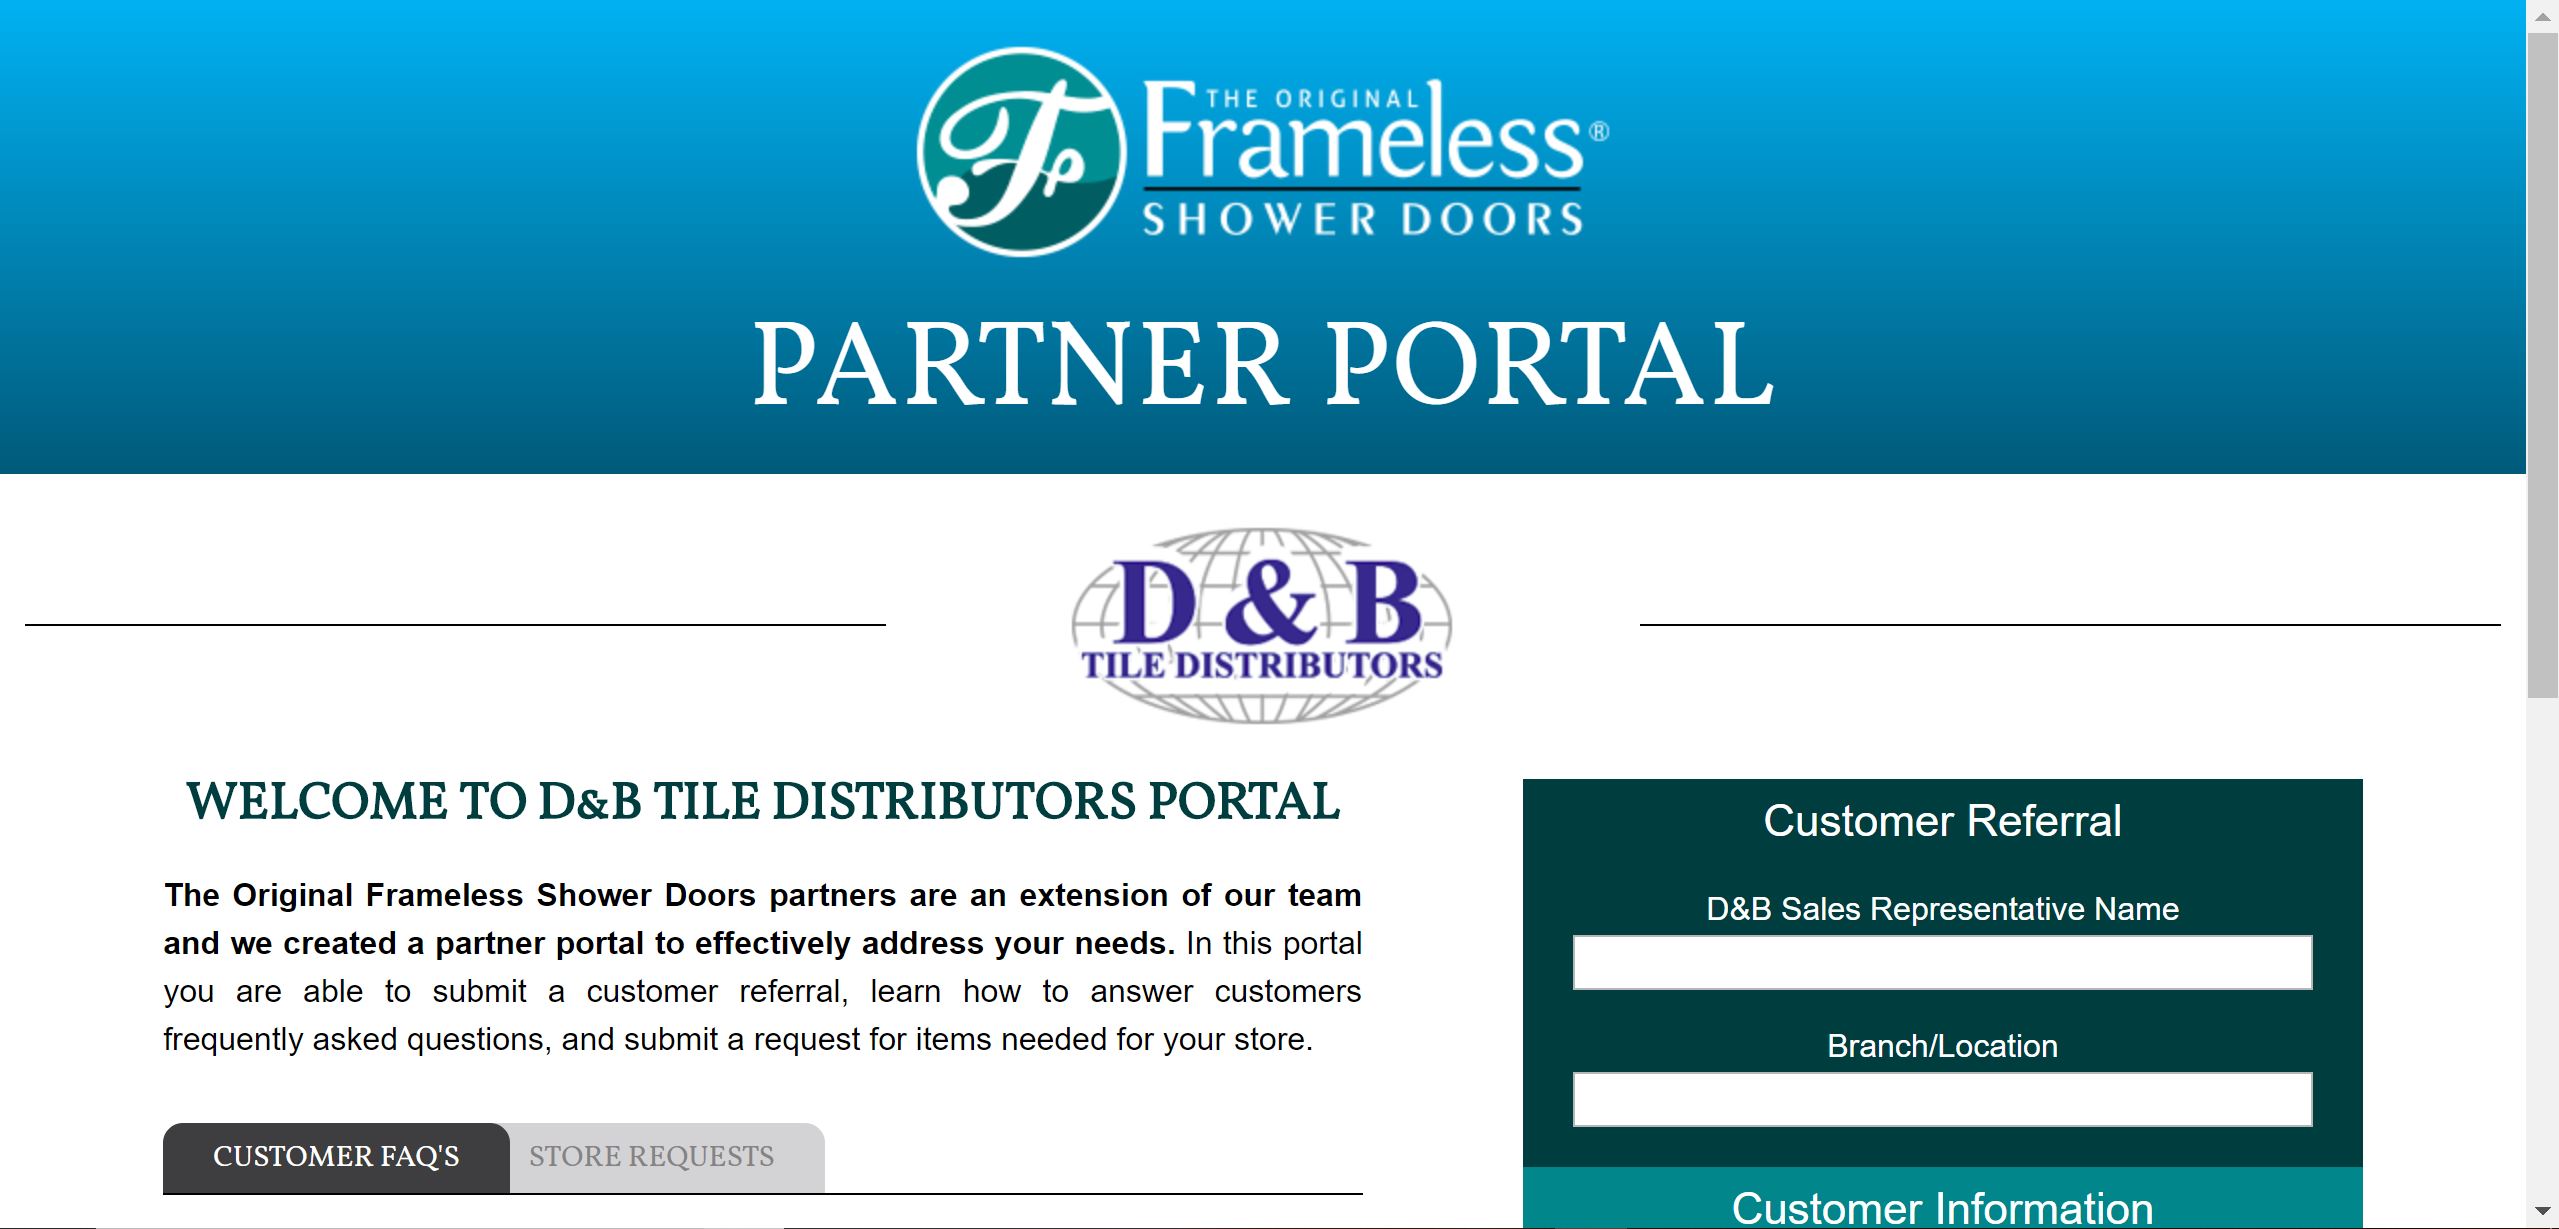 THE ORIGINAL
Frameless®
SHOWER DOORS
PARTNER PORTAL
D & B
TILE DISTRIBUTORS
WELCOME TO D&B TILE DISTRIBUTORS PORTAL
The Original Frameless Shower Doors partners are an extension of our team
and we created a partner portal to effectively address your needs. In this portal
you are able to submit a customer referral, learn how to answer customers
frequently asked questions, and submit a request for items needed for your store.
CUSTOMER FAQ'S
STORE REQUESTS
Customer Referral
D&B Sales Representative Name
Branch/Location
Customer Information